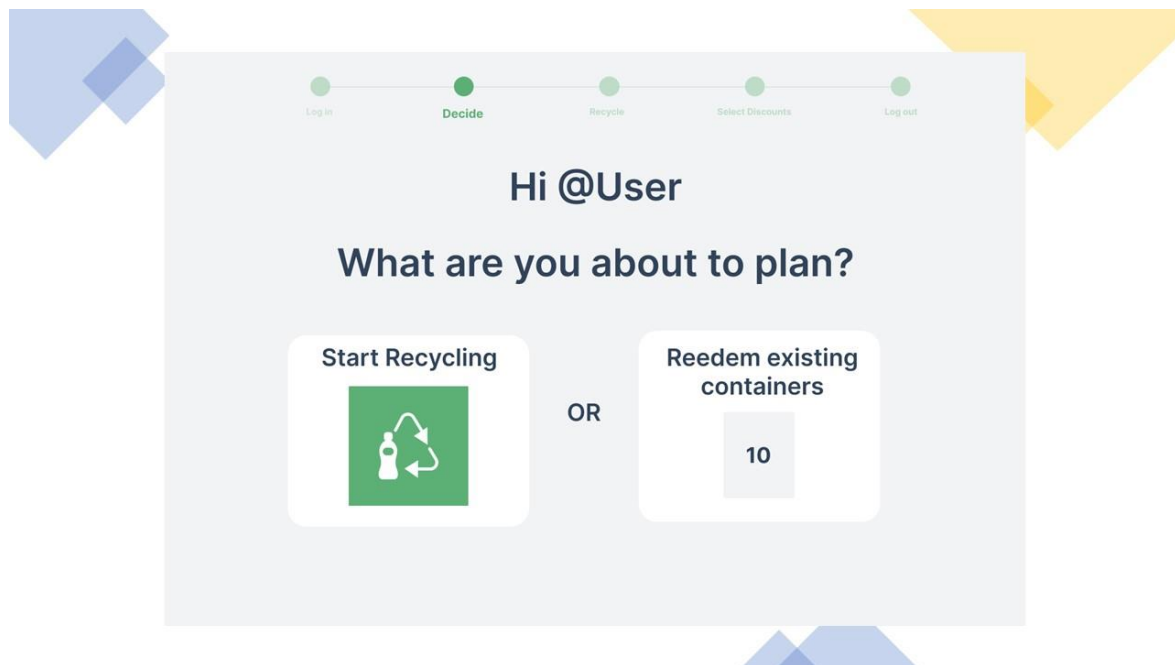 Log in
Decide
Recycle
Select Discounts
Log out
Hi @User
What are you about to plan?
Start Recycling
OR
Reedem existing
containers
10